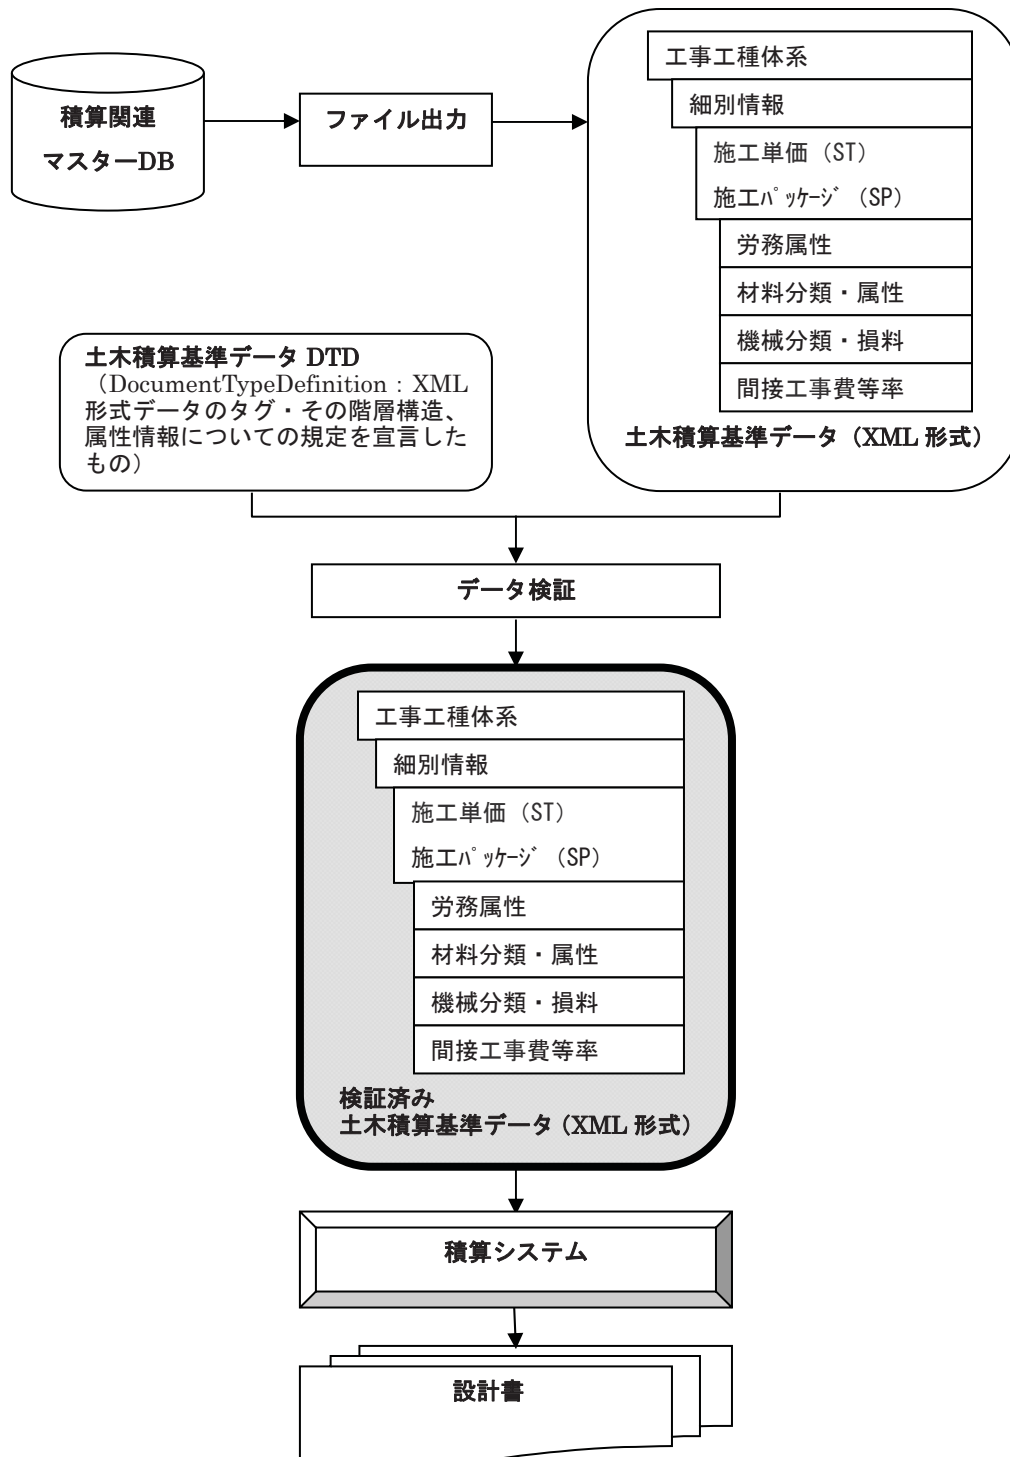 積算関連
マスターDB
ファイル出力
工事工種体系
細別情報
施工単価（ST）
施工ﾊﾟｯｹｰｼﾞ（SP）
労務属性
材料分類・属性
機械分類・損料
間接工事費等率
土木積算基準データ（XML 形式）
土木積算基準データ DTD
（DocumentTypeDefinition：XML
形式データのタグ・その階層構造、
属性情報についての規定を宣言した
もの）
データ検証
工事工種体系
細別情報
施工単価（ST）
施工ﾊﾟｯｹｰｼﾞ（SP）
労務属性
材料分類・属性
機械分類・損料
間接工事費等率
検証済み
土木積算基準データ（XML 形式）
積算システム
設計書